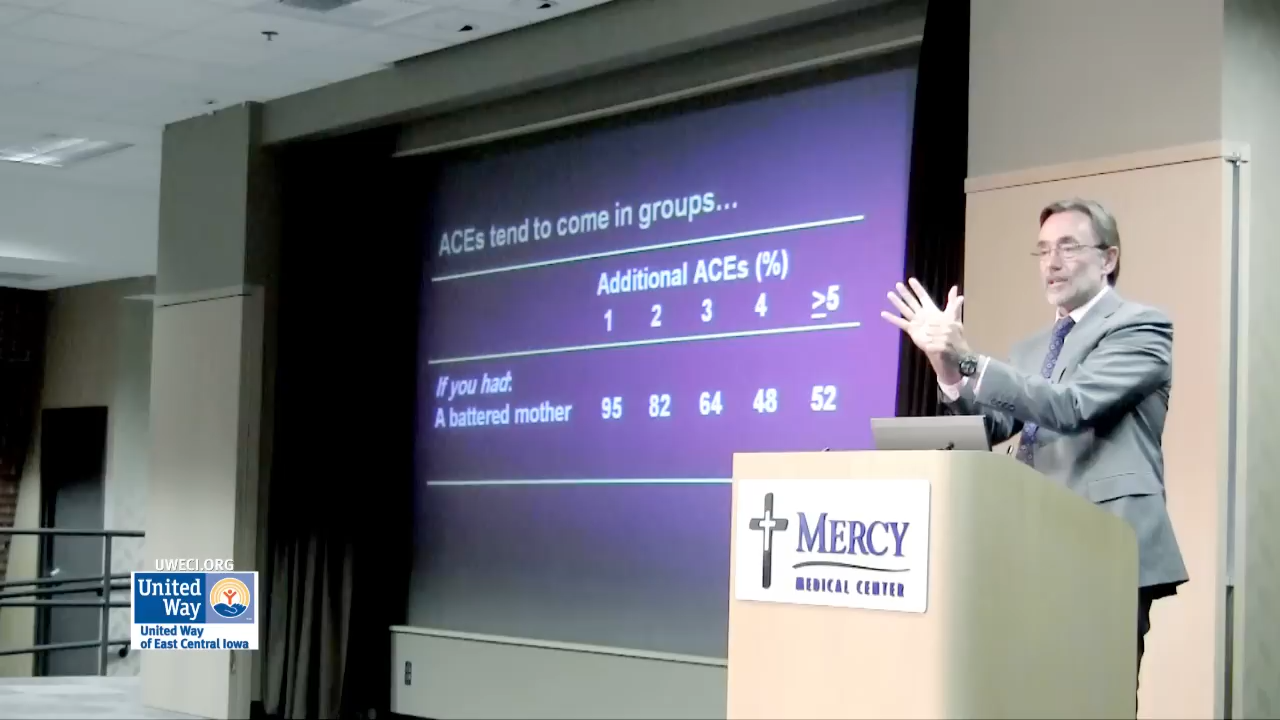 ACEs tend to come in groups...
Additional ACEs (%)
1 2 3 4 ≥5
If you had:
A battered mother 95 82 64 48 52
MERCY
MEDICAL CENTER
UWECI.ORG
United
Way
United Way
of East Central Iowa